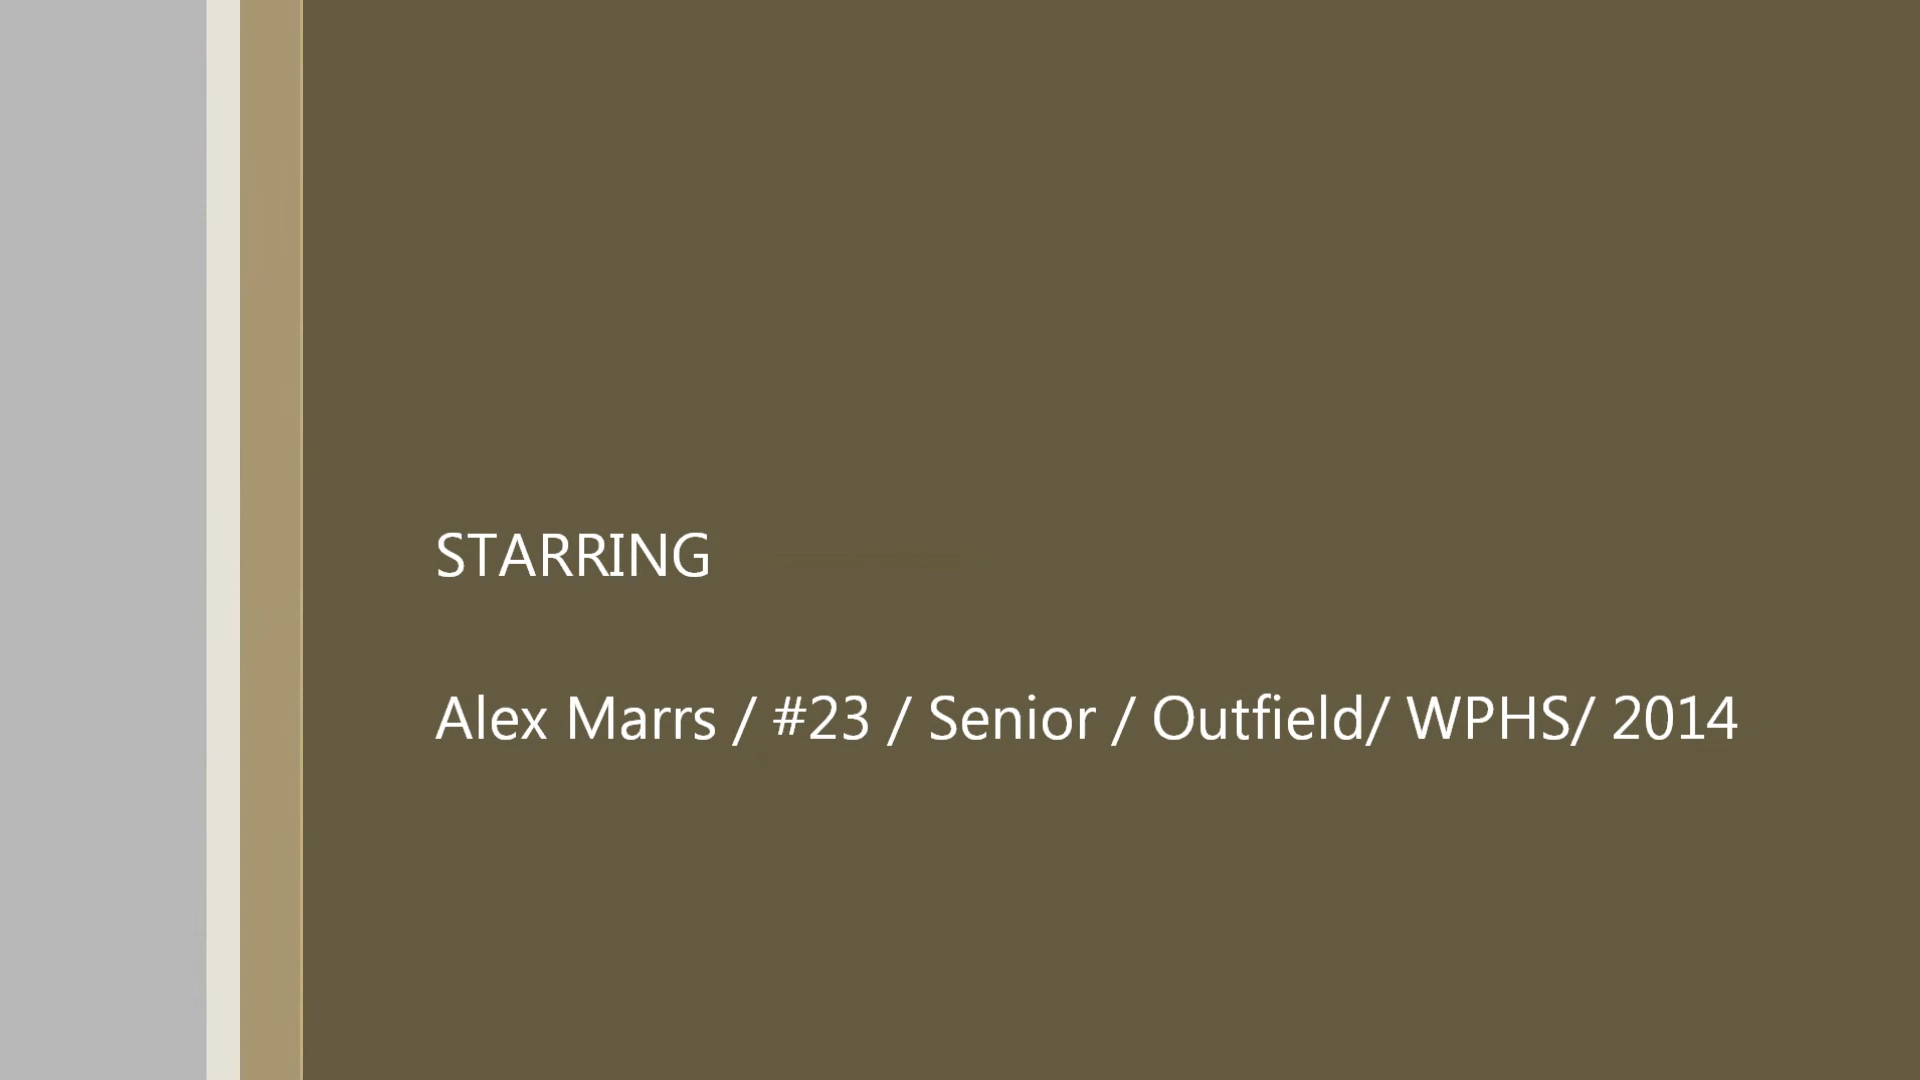 STARRING
Alex Marrs / #23 / Senior / Outfield/ WPHS/ 2014